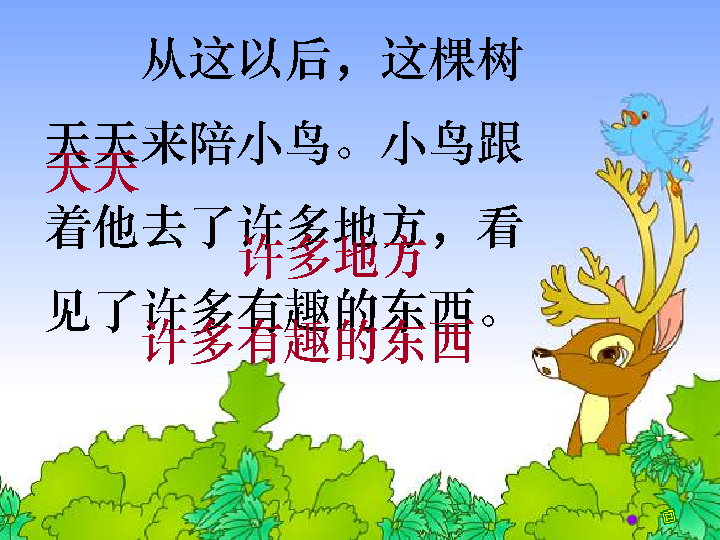 从这以后，这棵树
天天来陪小鸟。小鸟跟
天天
着他去了许多地方，看
许多地方
见了许多有趣的东西。
许多有趣的东西
回